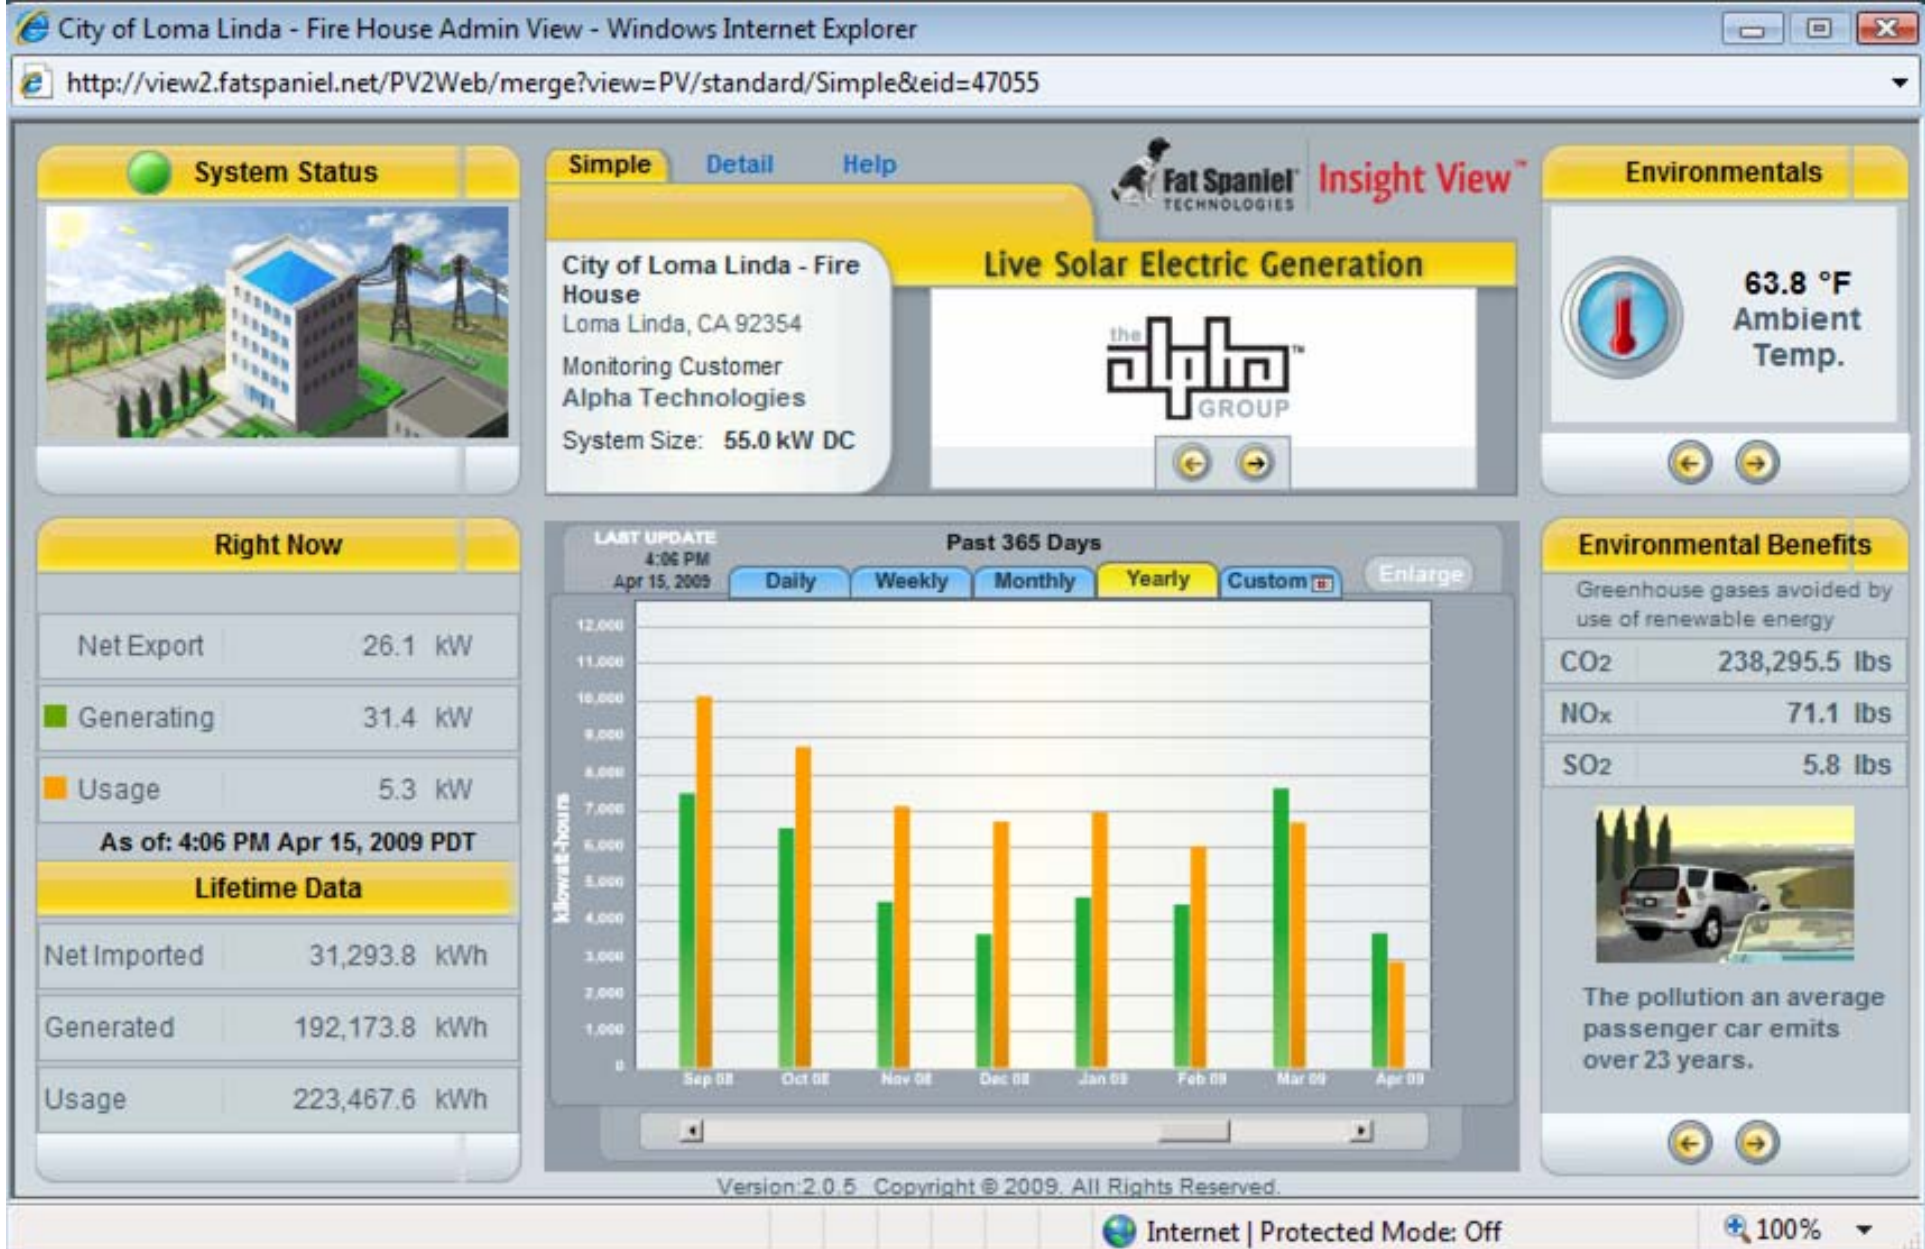 City of Loma Linda - Fire House Admin View - Windows Internet Explorer
http://view2.fatspaniel.net/PV2Web/merge?view=PV/standard/Simple&eid=47055
System Status
Simple Detail Help
Fat Spaniel®
TECHNOLOGIES
Insight View™
Live Solar Electric Generation
City of Loma Linda - Fire
House
Loma Linda, CA 92354
Monitoring Customer
Alpha Technologies
System Size: 55.0 kW DC
the
alpha™
GROUP
Environmentals
63.8 °F
Ambient
Temp.
Right Now
Net Export 26.1 kW
Generating 31.4 kW
Usage 5.3 kW
As of: 4:06 PM Apr 15, 2009 PDT
Lifetime Data
Net Imported 31,293.8 kWh
Generated 192,173.8 kWh
Usage 223,467.6 kWh
LAST UPDATE
4:06 PM
Apr 15, 2009
Past 365 Days
Daily Weekly Monthly Yearly Custom
Enlarge
kilowatt-hours
12,000
11,000
10,000
9,000
8,000
7,000
6,000
5,000
4,000
3,000
2,000
1,000
0
Sep 08 Oct 08 Nov 08 Dec 08 Jan 09 Feb 09 Mar 09 Apr 09
Version:2.0.5 Copyright © 2009. All Rights Reserved.
Environmental Benefits
Greenhouse gases avoided by
use of renewable energy
CO2 238,295.5 lbs
NOx 71.1 lbs
SO2 5.8 lbs
The pollution an average
passenger car emits
over 23 years.
Internet | Protected Mode: Off
100%